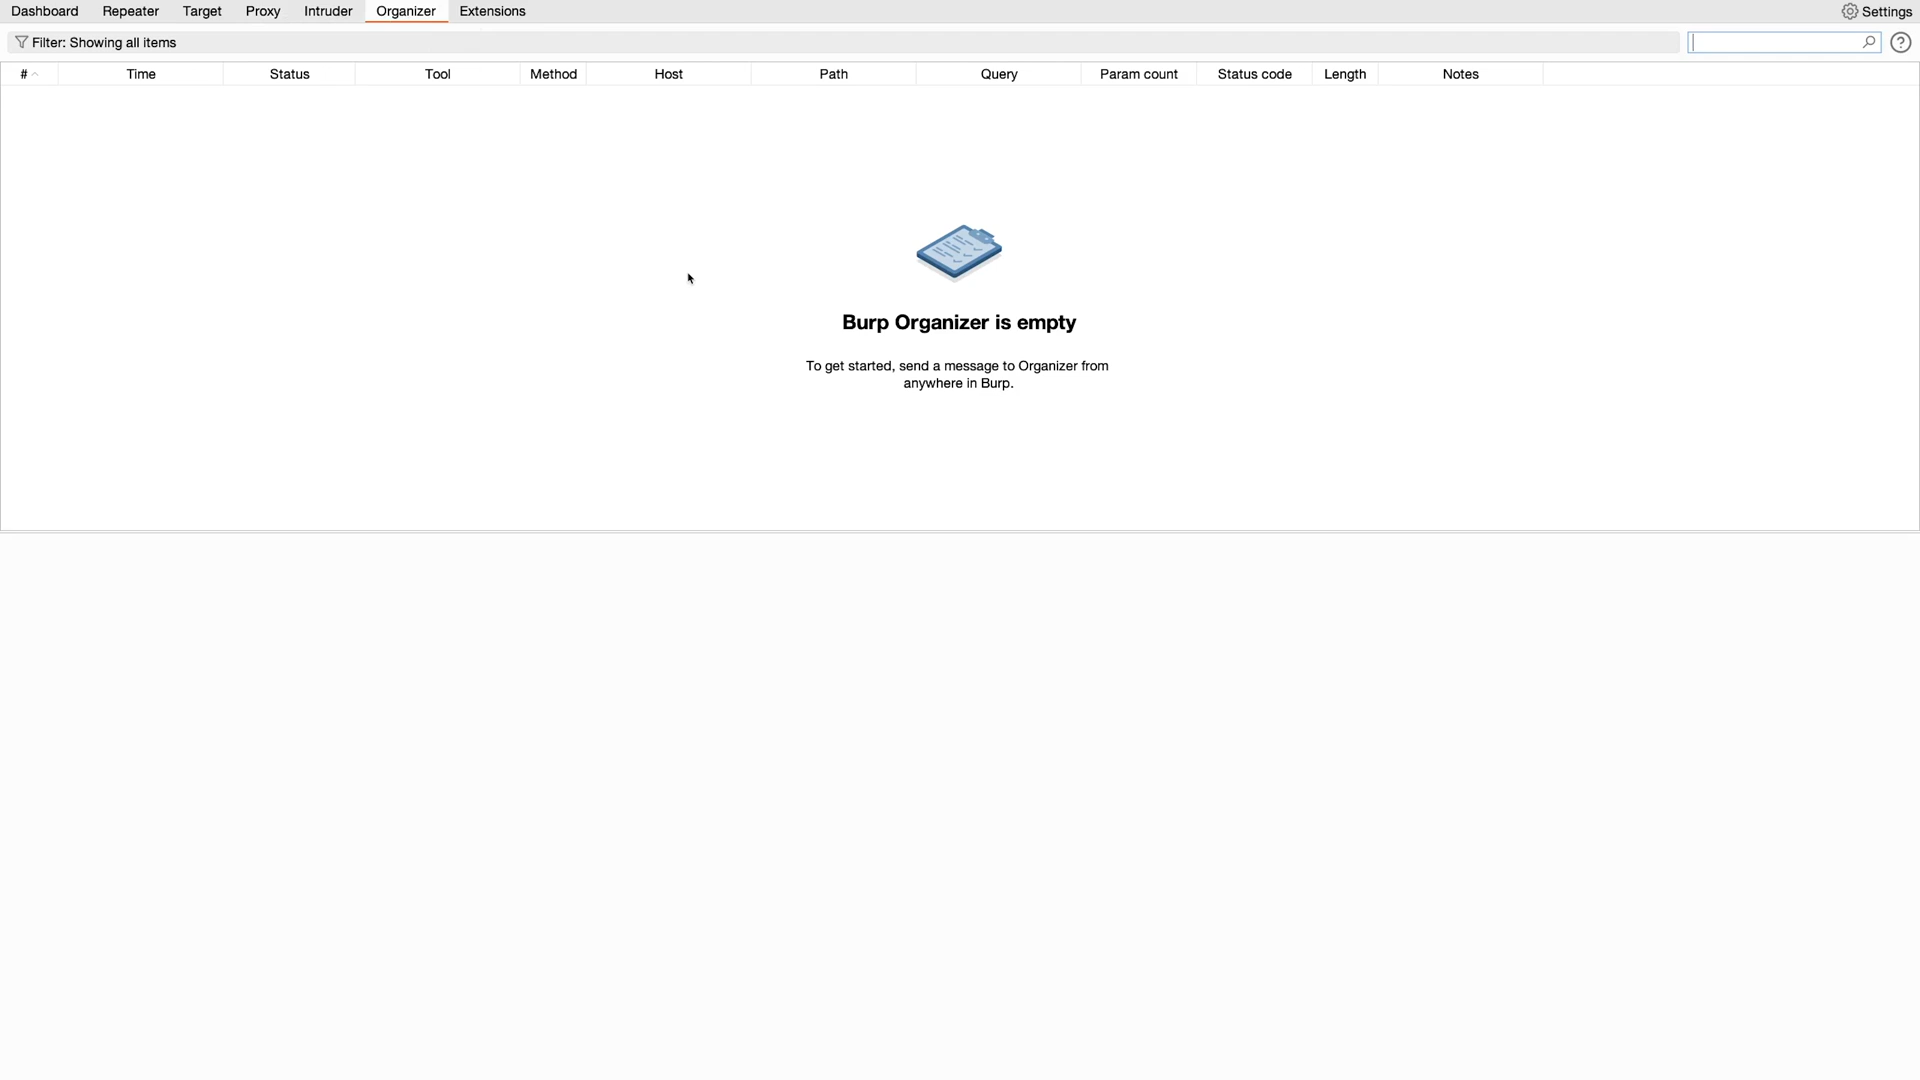 Dashboard Repeater Target Proxy Intruder Organizer Extensions Settings
Filter: Showing all items
# Time Status Tool Method Host Path Query Param count Status code Length Notes
Burp Organizer is empty
To get started, send a message to Organizer from
anywhere in Burp.